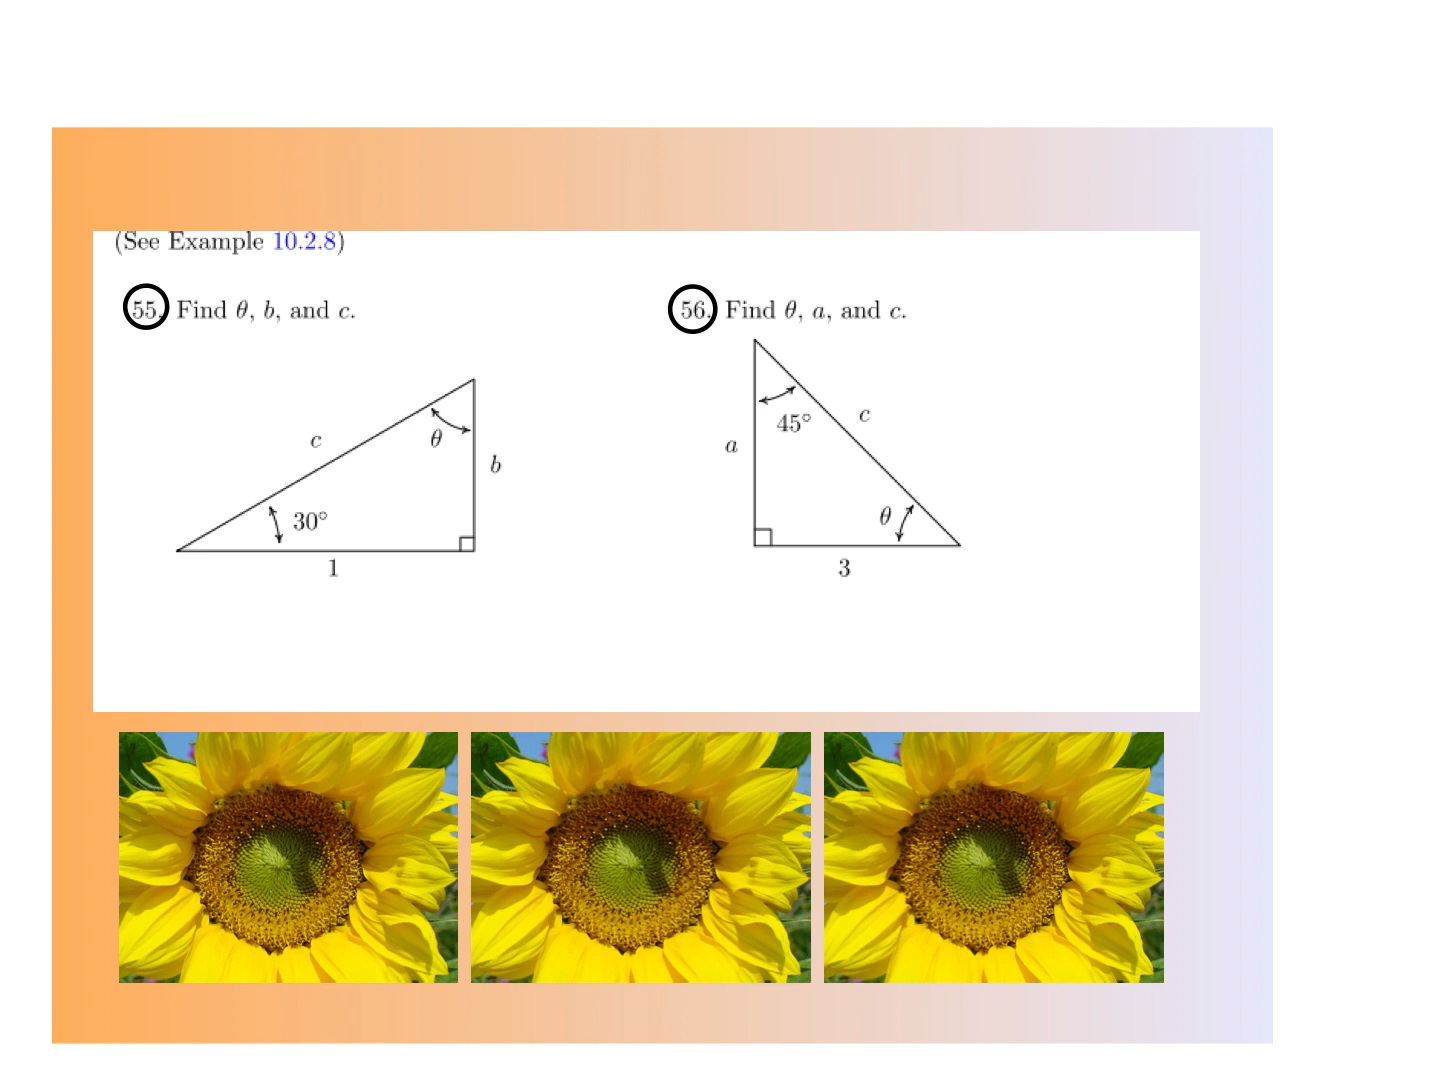 (See Example 10.2.8)
55. Find θ, b, and c.
c
θ
b
30°
1
56. Find θ, a, and c.
45°
c
a
θ
3